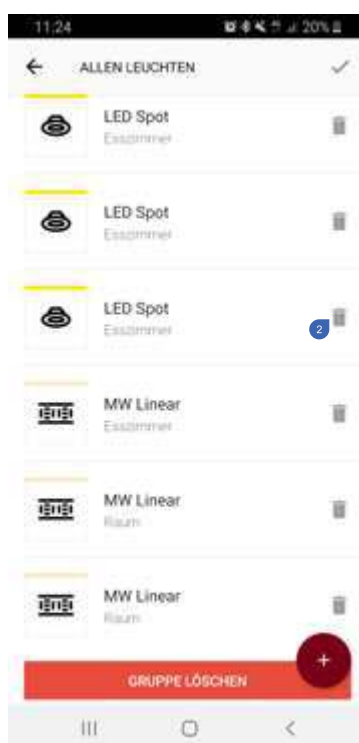 11:24
20%
ALLEN LEUCHTEN
LED Spot
Esszimmer
LED Spot
Esszimmer
LED Spot
Esszimmer
2
MW Linear
Esszimmer
MW Linear
Raum
MW Linear
Raum
+
GRUPPE LÖSCHEN